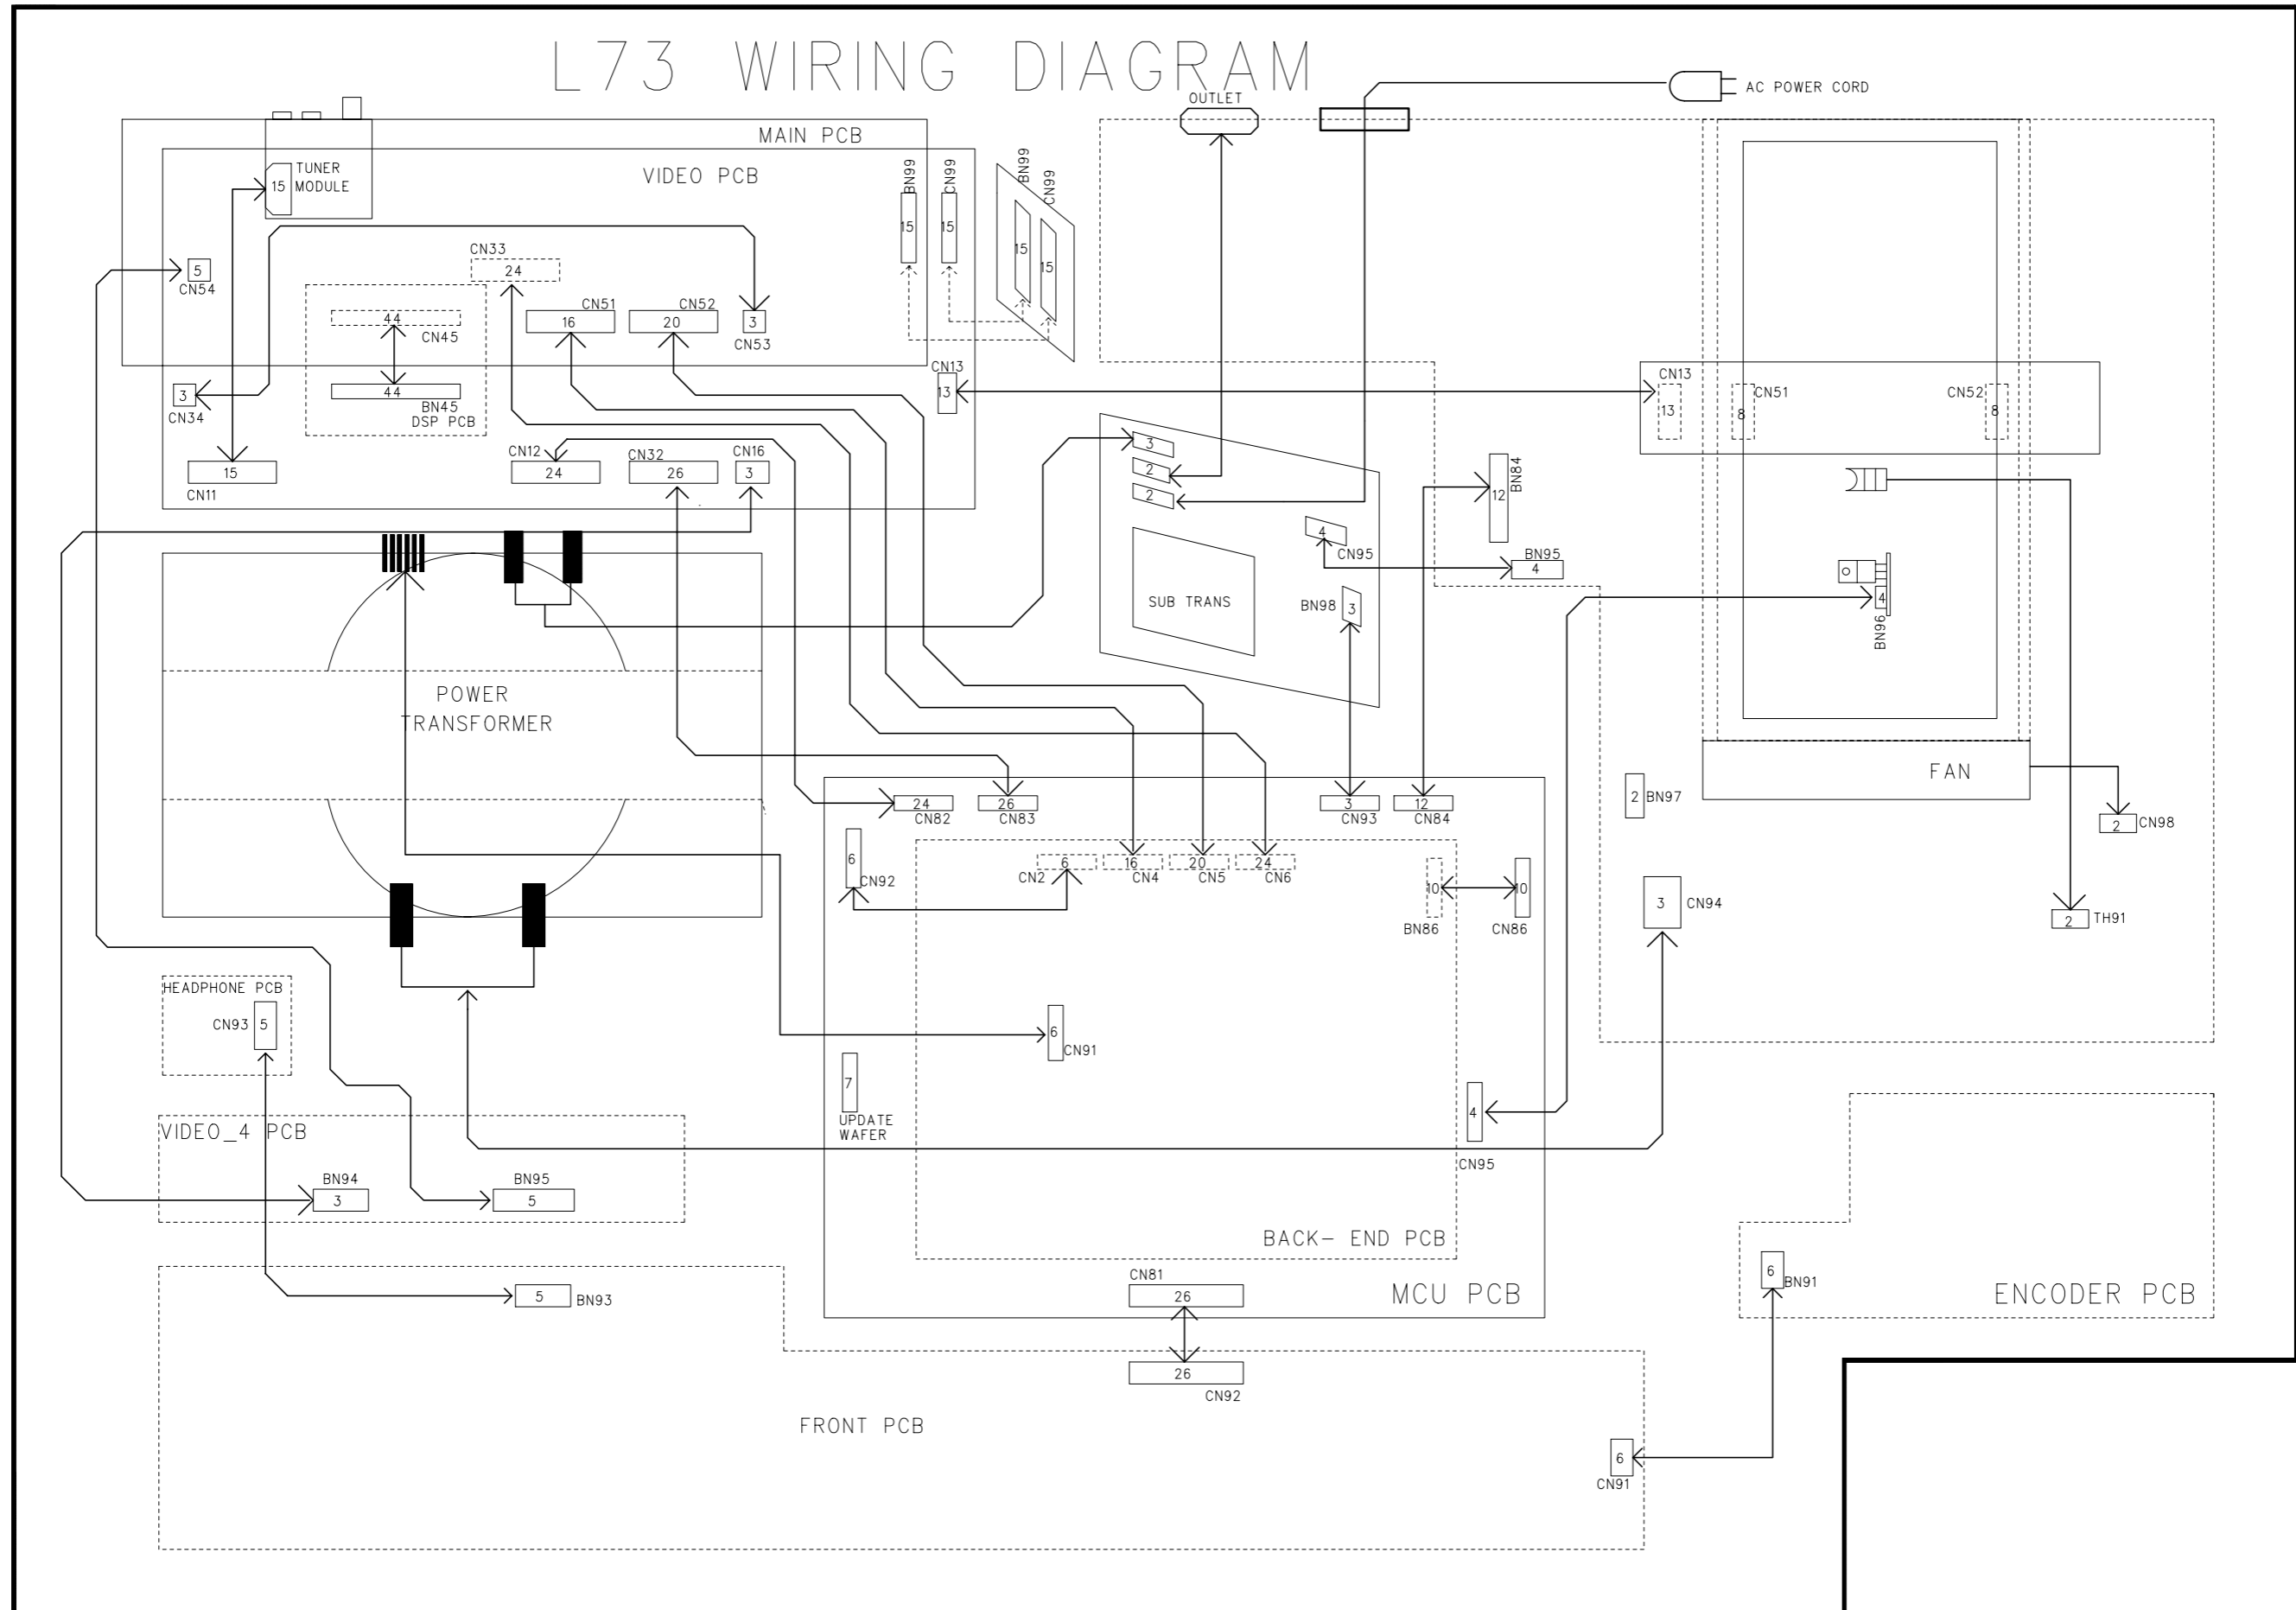 L73 WIRING DIAGRAM
AC POWER CORD
OUTLET
MAIN PCB
VIDEO PCB
TUNER
MODULE
15
BN99
CN99
15
15
BN99
CN99
15
15
CN33
24
5
CN54
44
CN45
CN51
16
CN52
20
3
CN53
3
CN34
44
BN45
DSP PCB
CN13
13
CN13
13
CN51
8
CN52
8
15
CN11
CN12
24
CN32
26
CN16
3
3
2
2
4
CN95
BN84
12
BN95
4
SUB TRANS
BN98
3
4
BN96
POWER
TRANSFORMER
FAN
24
CN82
26
CN83
3
CN93
12
CN84
2
BN97
2
CN98
6
CN92
6
CN2
16
CN4
20
CN5
24
CN6
10
BN86
10
CN86
3
CN94
2
TH91
HEADPHONE PCB
CN93
5
6
CN91
7
UPDATE
WAFER
4
CN95
VIDEO_4 PCB
BN94
3
BN95
5
BACK- END PCB
MCU PCB
CN81
26
5
BN93
6
BN91
ENCODER PCB
26
CN92
FRONT PCB
6
CN91